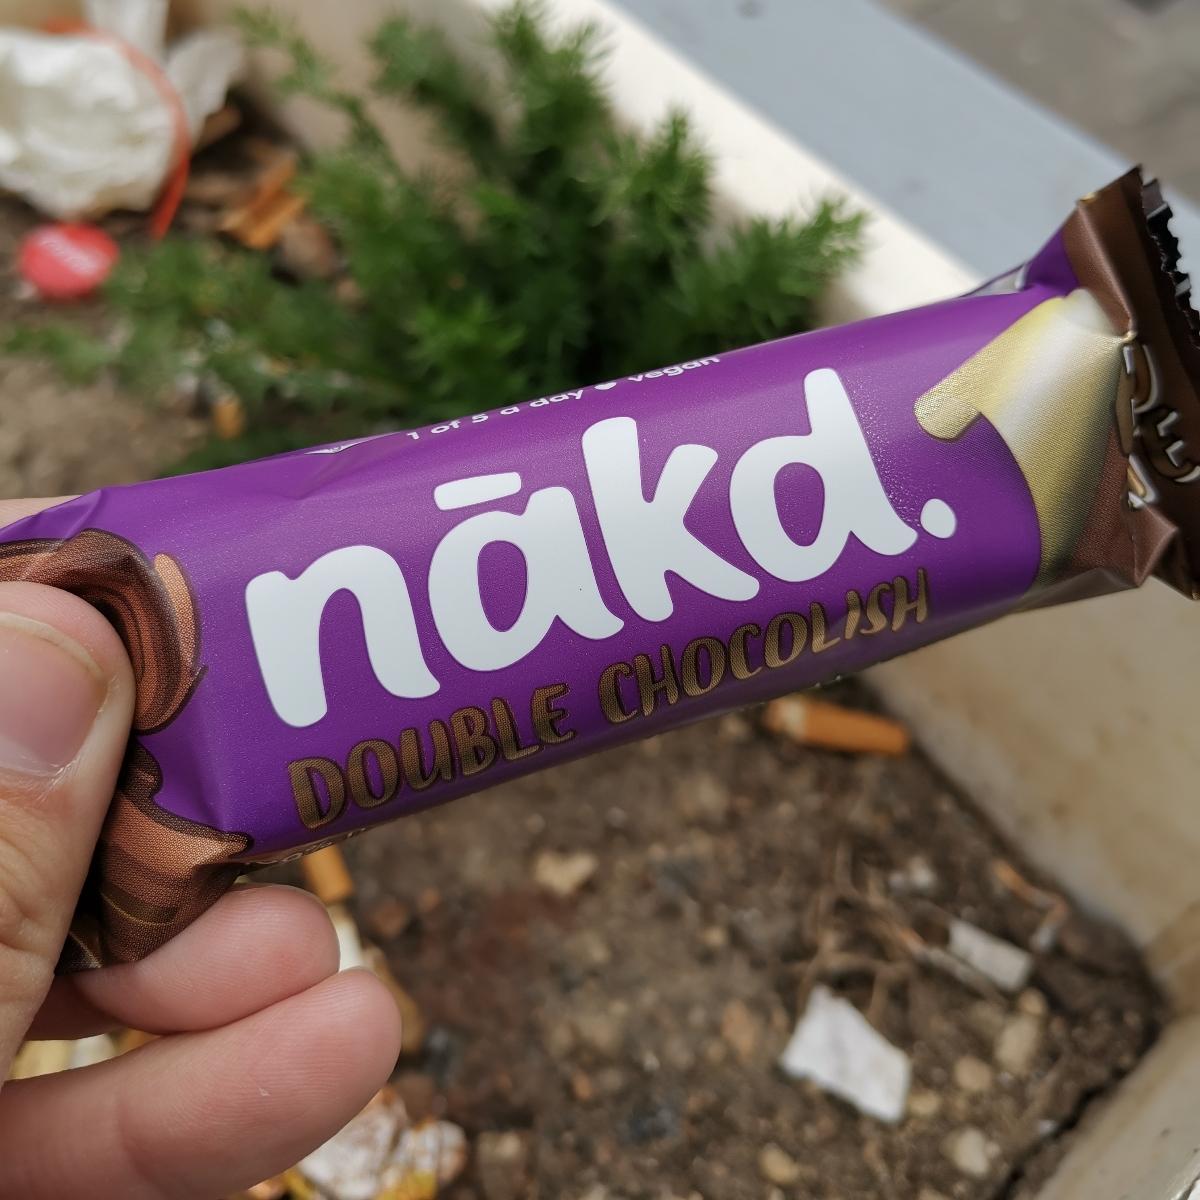 1 of 5 a day • vegan
nākd.
DOUBLE CHOCOLISH